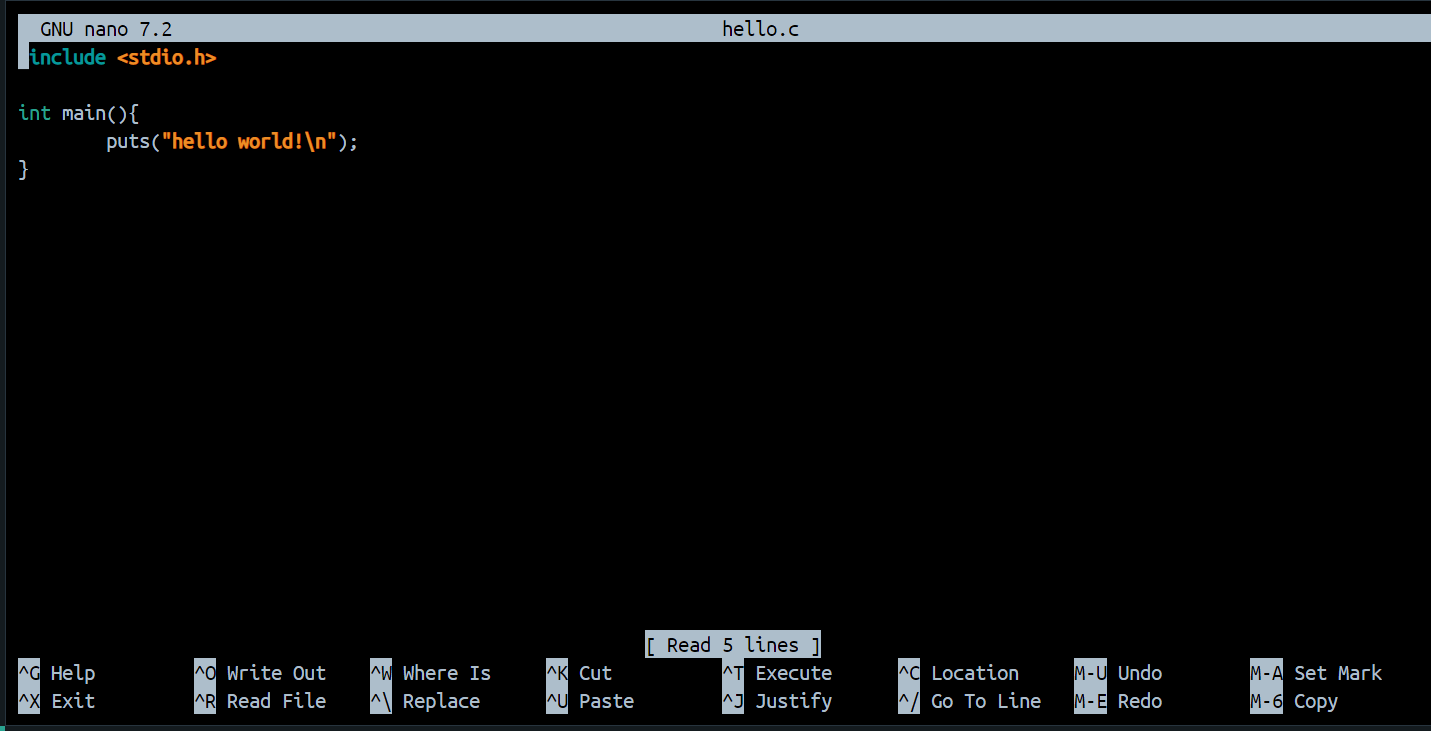 GNU nano 7.2 hello.c
include <stdio.h>
int main(){
puts("hello world!\n");
}
[ Read 5 lines ]
^G Help ^O Write Out ^W Where Is ^K Cut ^T Execute ^C Location M-U Undo M-A Set Mark
^X Exit ^R Read File ^\ Replace ^U Paste ^J Justify ^/ Go To Line M-E Redo M-6 Copy